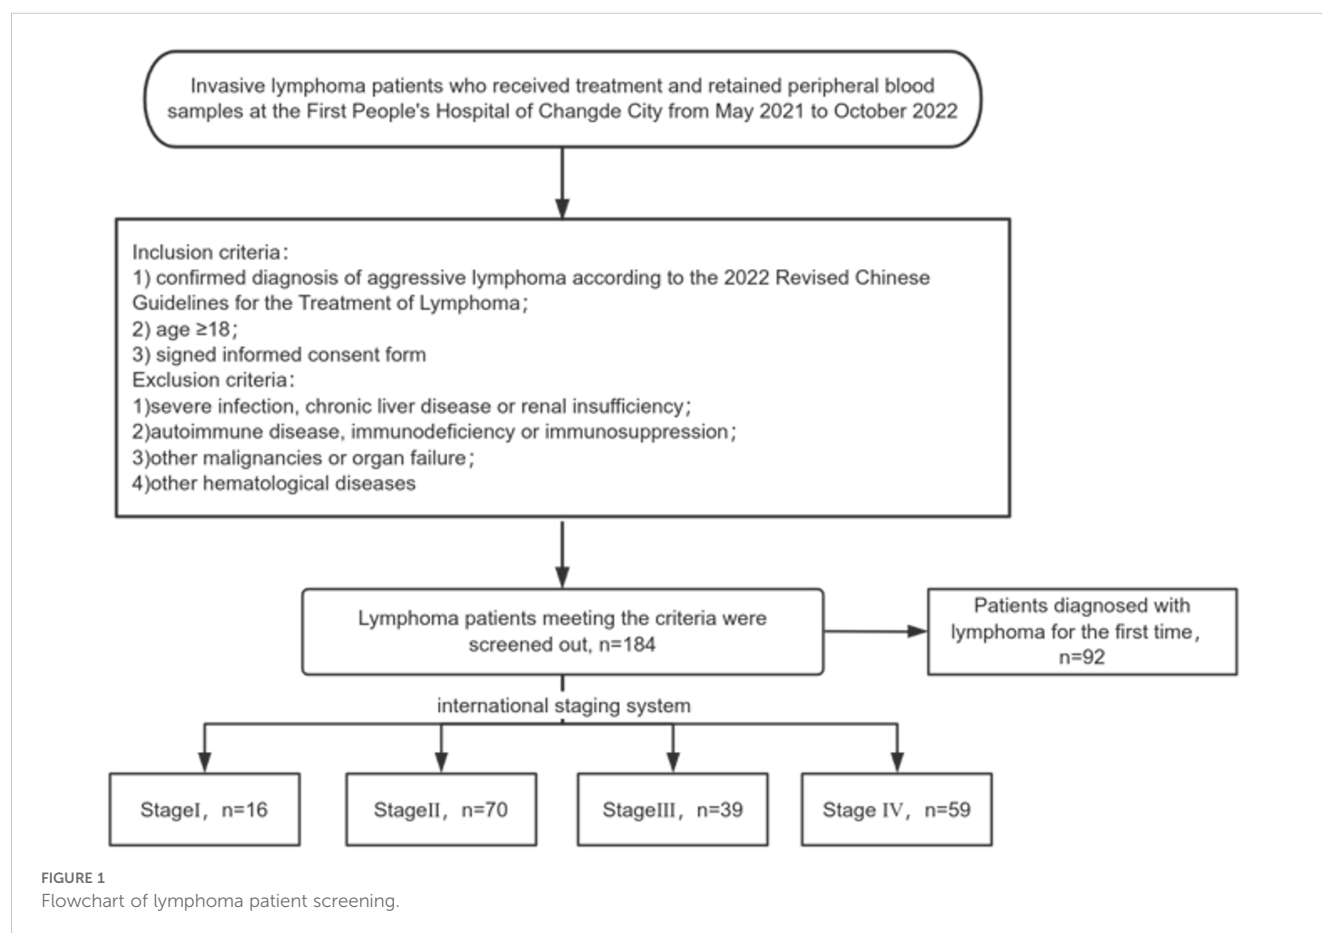 Invasive lymphoma patients who received treatment and retained peripheral blood
samples at the First People's Hospital of Changde City from May 2021 to October 2022
Inclusion criteria：
1) confirmed diagnosis of aggressive lymphoma according to the 2022 Revised Chinese
Guidelines for the Treatment of Lymphoma；
2) age ≥18；
3) signed informed consent form
Exclusion criteria：
1)severe infection, chronic liver disease or renal insufficiency；
2)autoimmune disease, immunodeficiency or immunosuppression；
3)other malignancies or organ failure；
4)other hematological diseases
Lymphoma patients meeting the criteria were
screened out, n=184
Patients diagnosed with
lymphoma for the first time，
n=92
international staging system
StageⅠ，n=16
StageⅡ，n=70
StageⅢ，n=39
Stage Ⅳ，n=59
FIGURE 1
Flowchart of lymphoma patient screening.